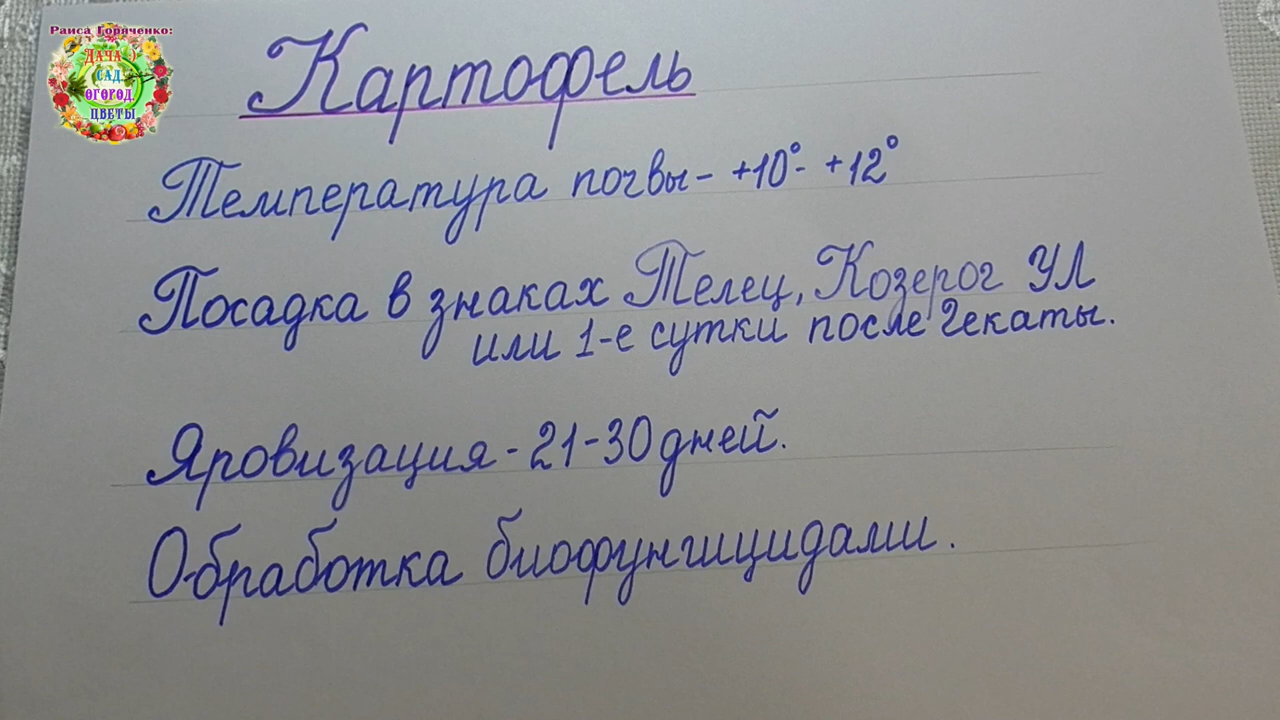 Раиса Горяченко:
Дача :)
сад,
огород,
цветы
Картофель
Температура почвы - +10°- +12°
Посадка в знаках Телец, Козерог УЛ
или 1-е сутки после Гекаты.
Яровизация - 21-30 дней.
Обработка биофунгицидами.